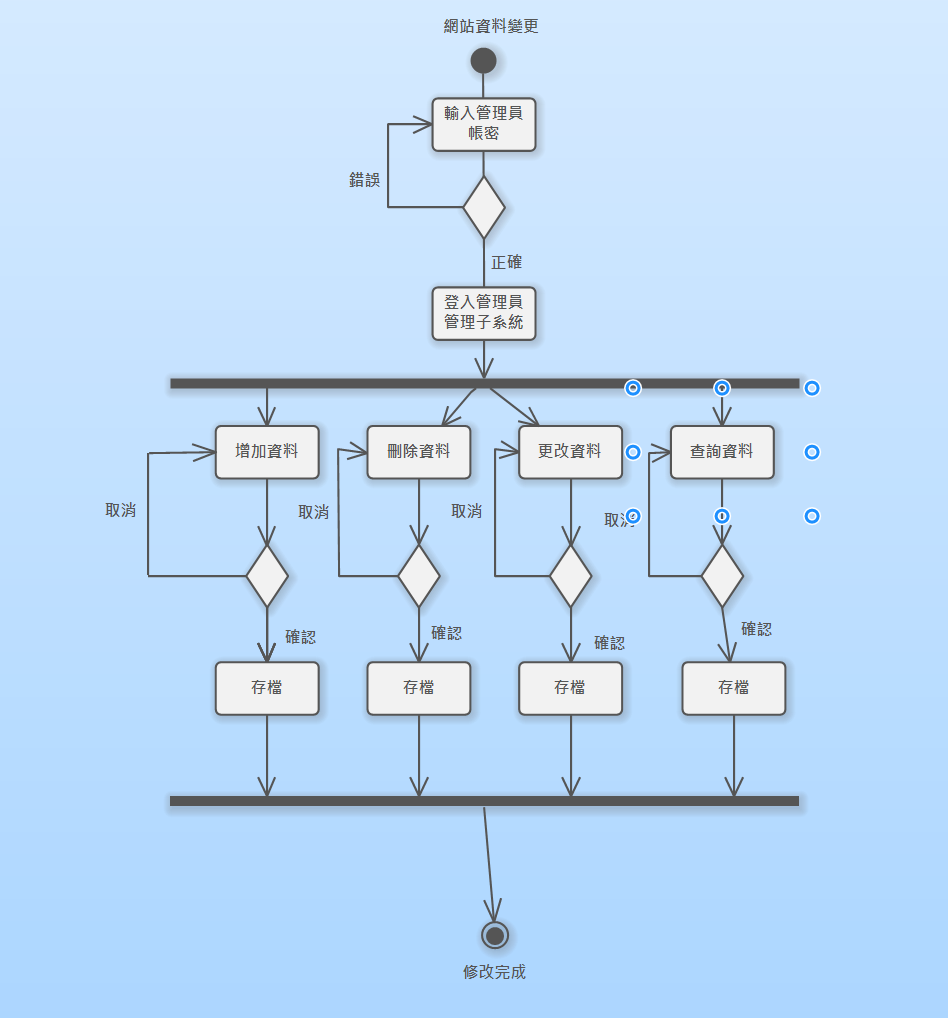 網站資料變更
輸入管理員
帳密
錯誤
正確
登入管理員
管理子系統
增加資料
刪除資料
更改資料
查詢資料
取消
取消
取消
取消
確認
確認
確認
確認
存檔
存檔
存檔
存檔
修改完成